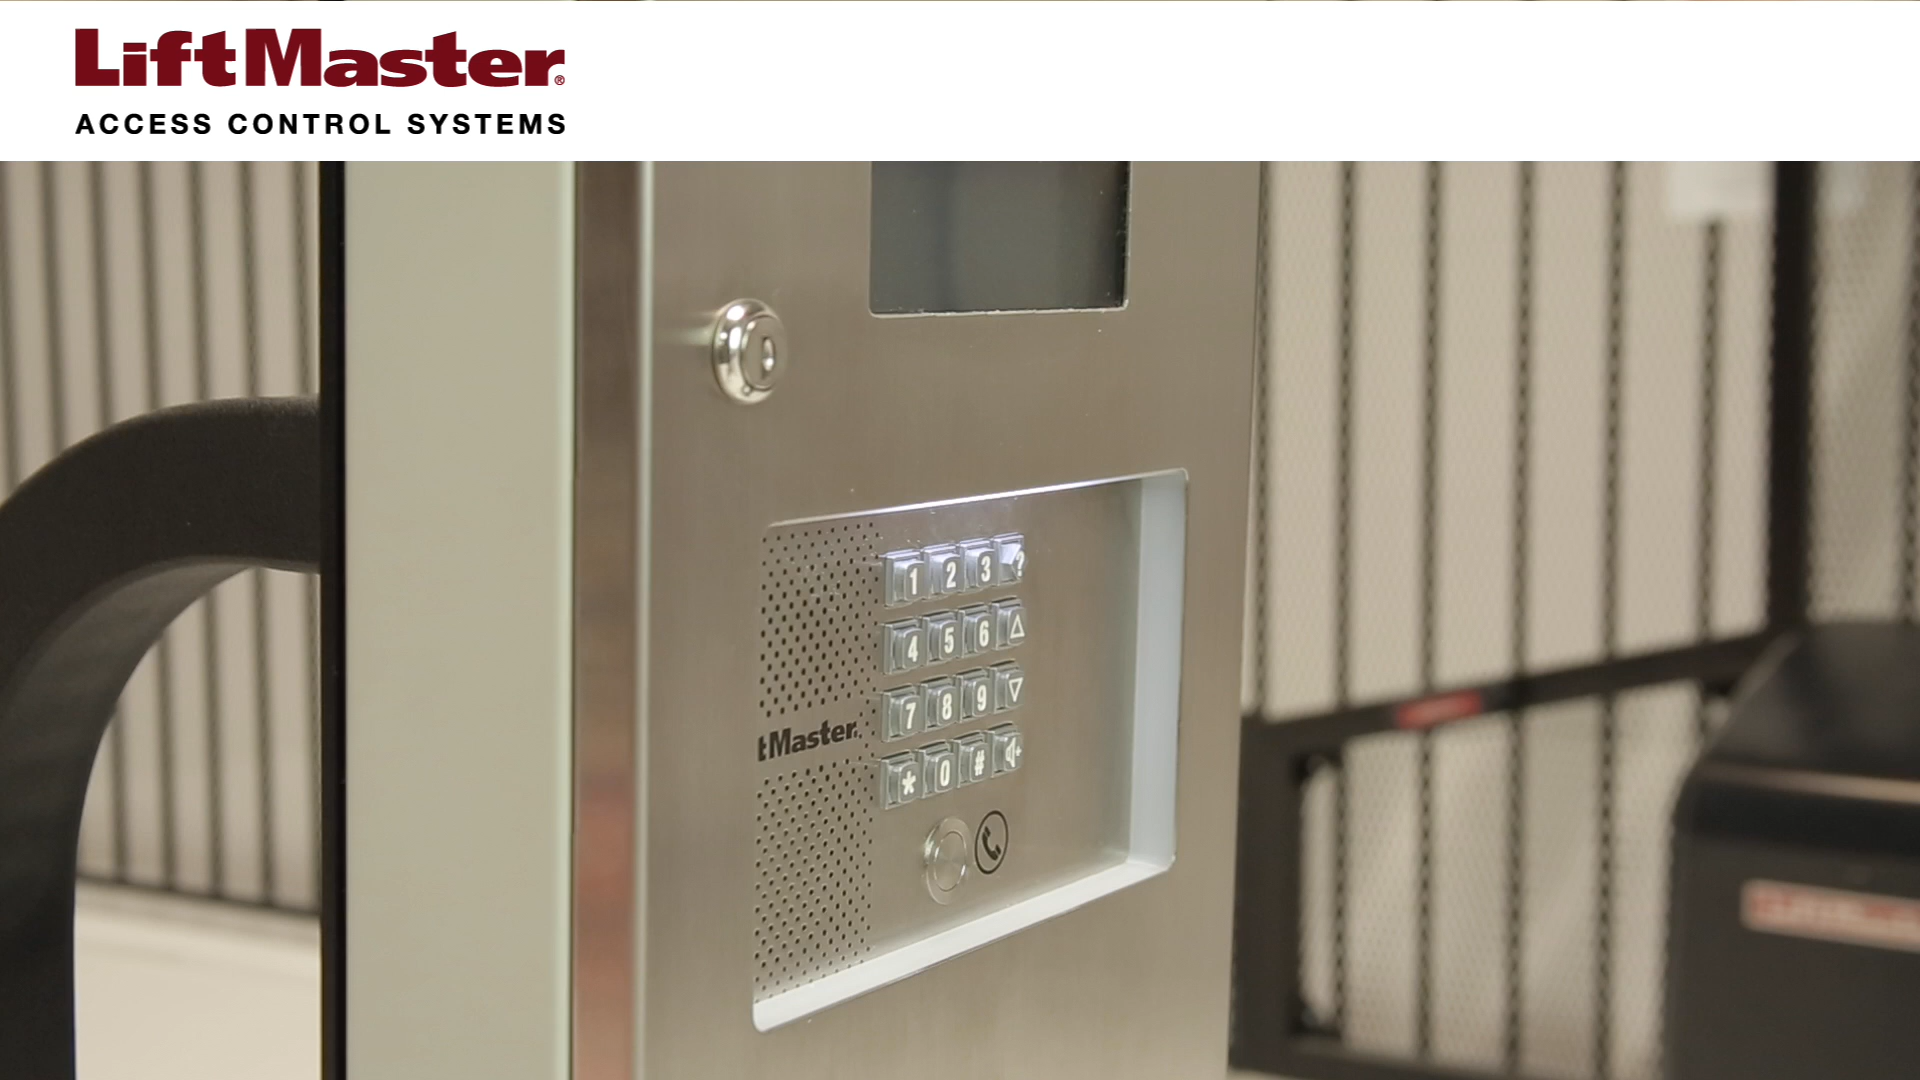 LiftMaster®
ACCESS CONTROL SYSTEMS
1 2 3 ?
4 5 6 △
7 8 9 ▽
tMaster
* 0 # +